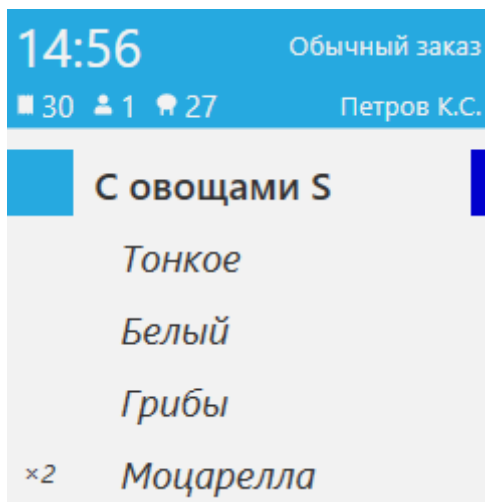 14:56 Обычный заказ
30 1 27 Петров К.С.
С овощами S
Тонкое
Белый
Грибы
×2 Моцарелла